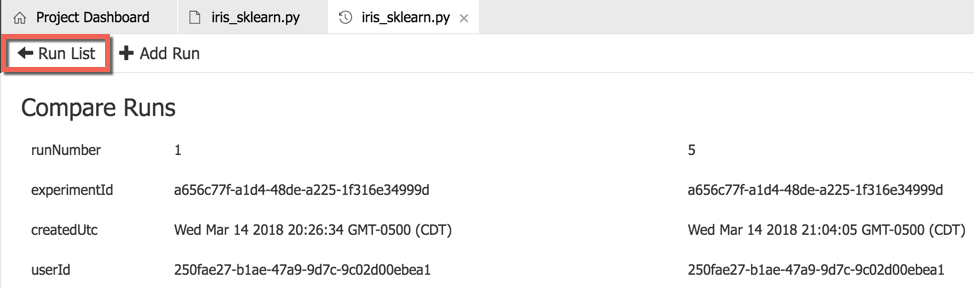 Project Dashboard iris_sklearn.py iris_sklearn.py
Run List Add Run
Compare Runs
runNumber 1 5
experimentId a656c77f-a1d4-48de-a225-1f316e34999d a656c77f-a1d4-48de-a225-1f316e34999d
createdUtc Wed Mar 14 2018 20:26:34 GMT-0500 (CDT) Wed Mar 14 2018 21:04:05 GMT-0500 (CDT)
userId 250fae27-b1ae-47a9-9d7c-9c02d00ebea1 250fae27-b1ae-47a9-9d7c-9c02d00ebea1